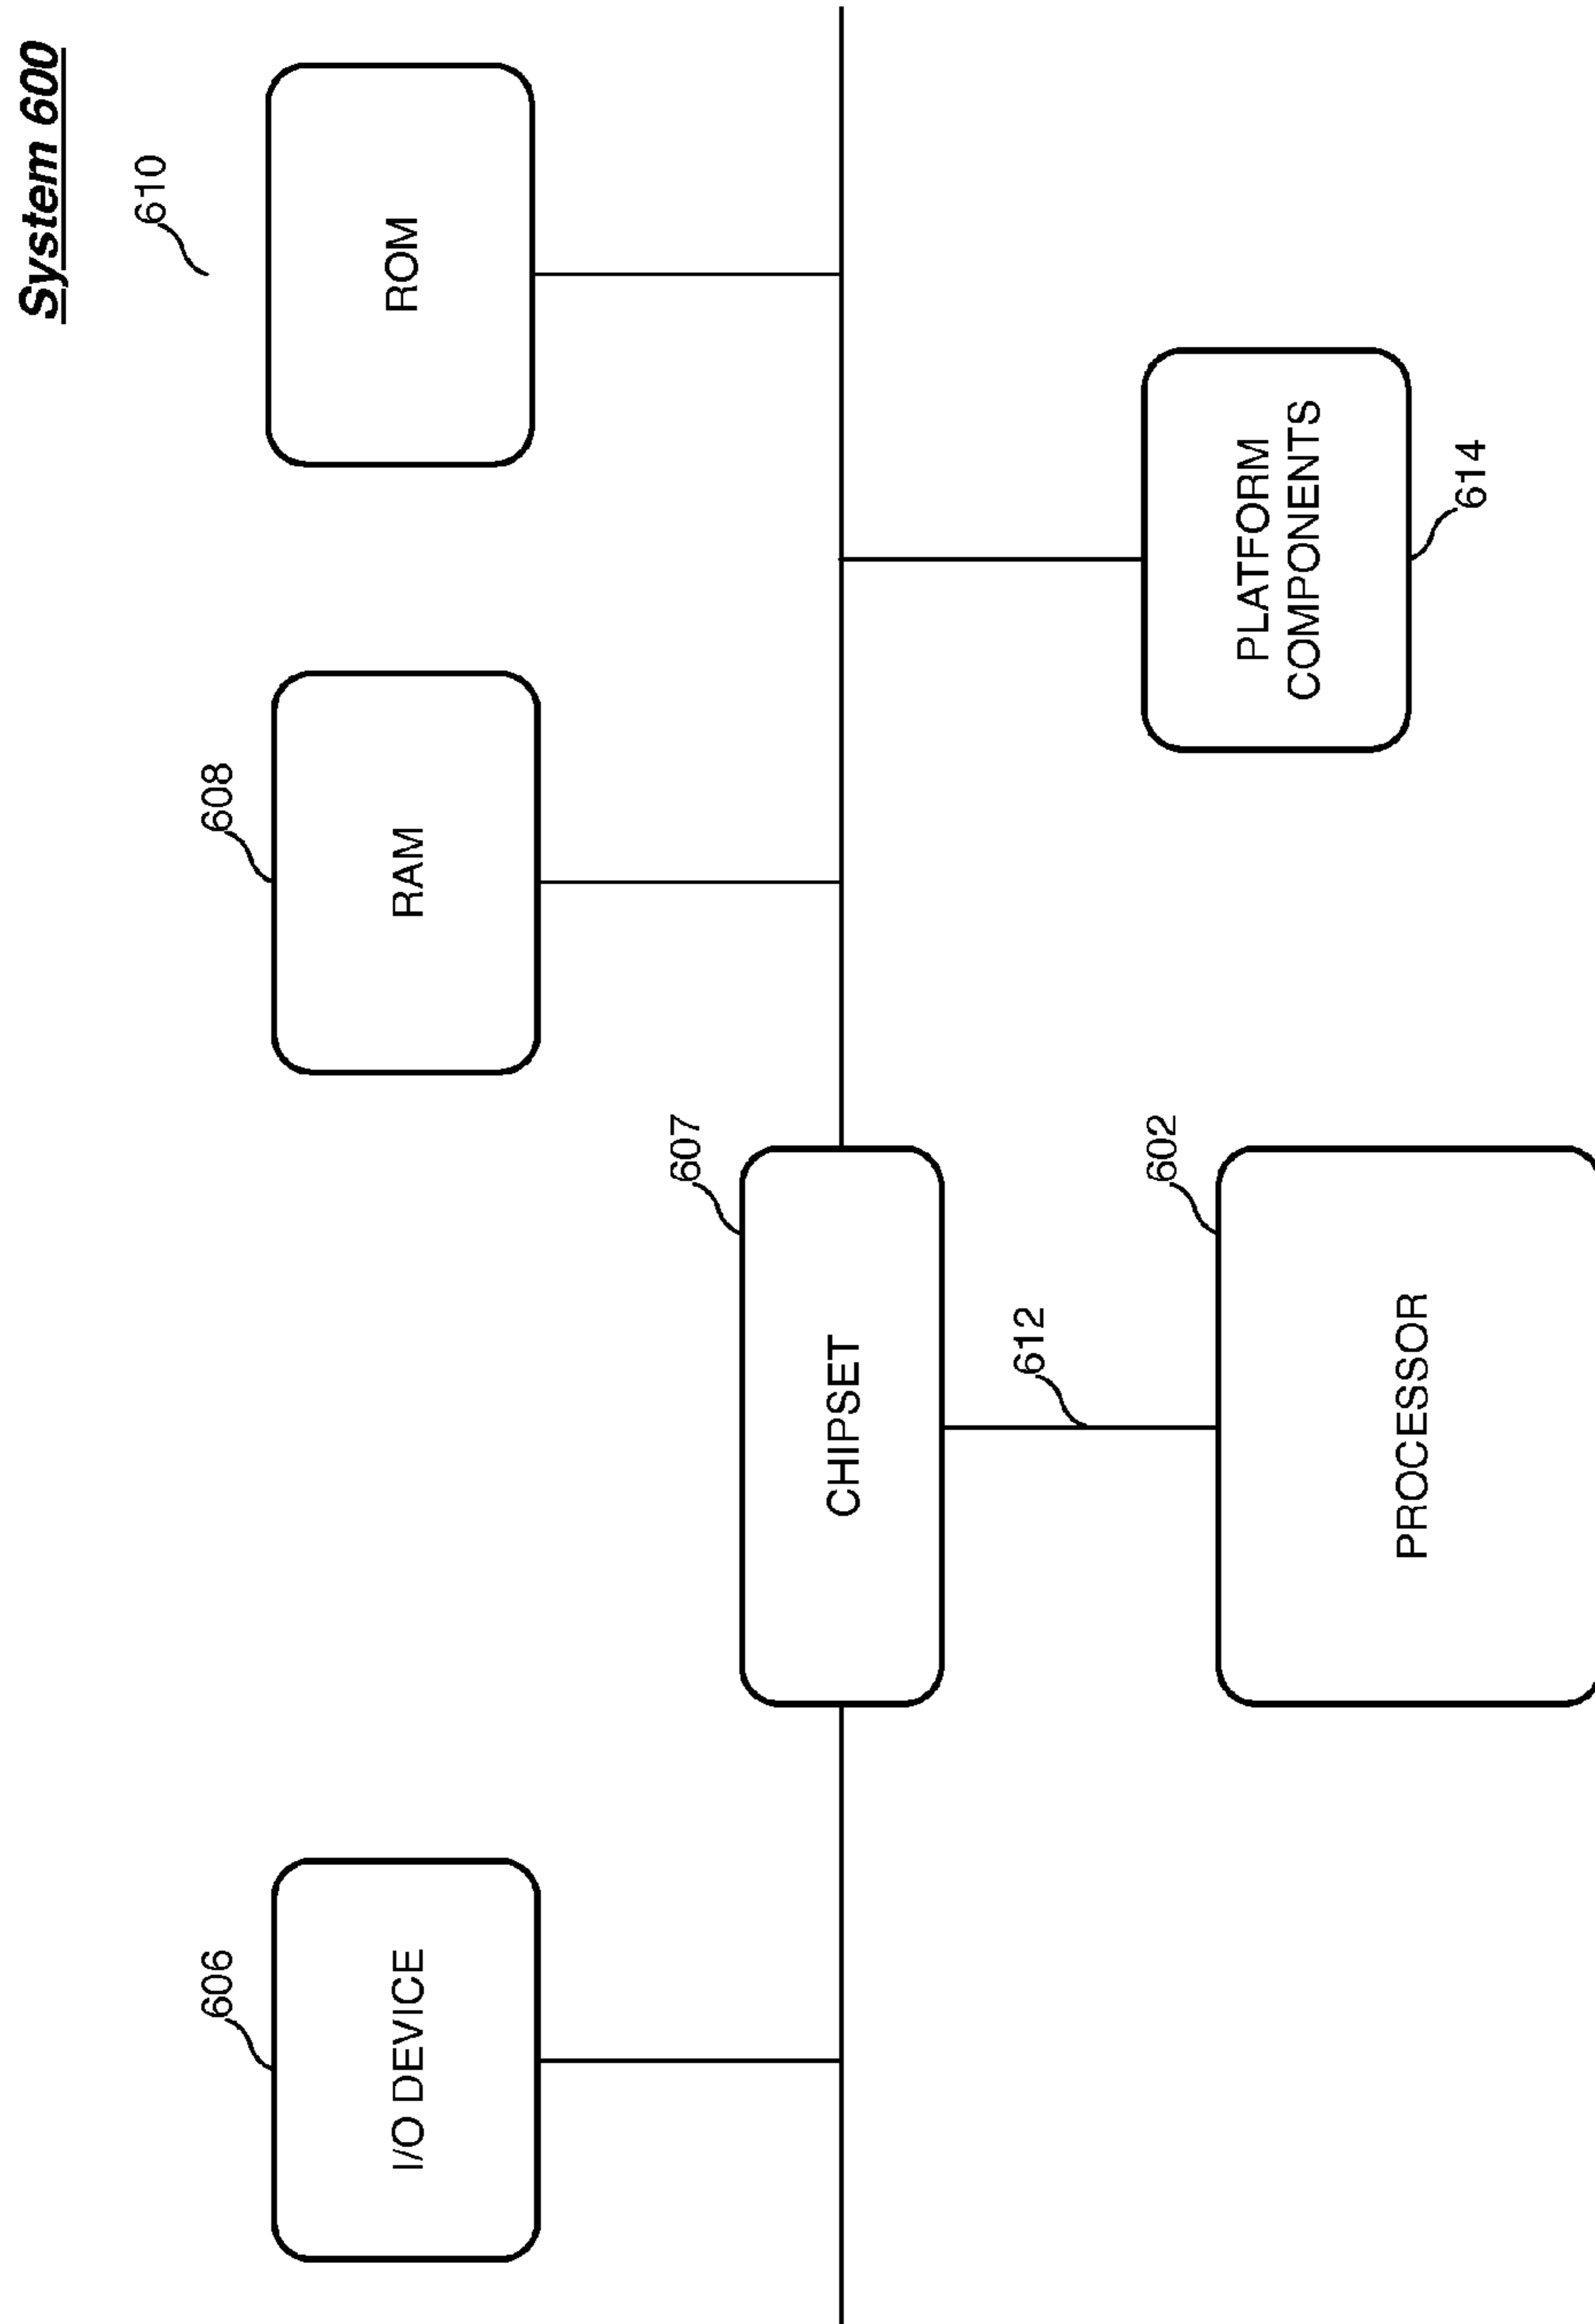 System 600
606
I/O DEVICE
608
RAM
610
ROM
607
CHIPSET
612
602
PROCESSOR
PLATFORM
COMPONENTS
614